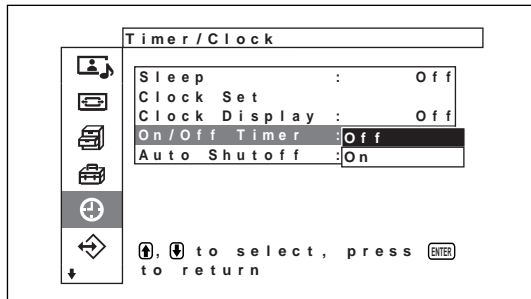 Timer/Clock
Sleep : Off
Clock Set
Clock Display : Off
On/Off Timer : Off
Auto Shutoff : On
, to select, press ENTER
to return